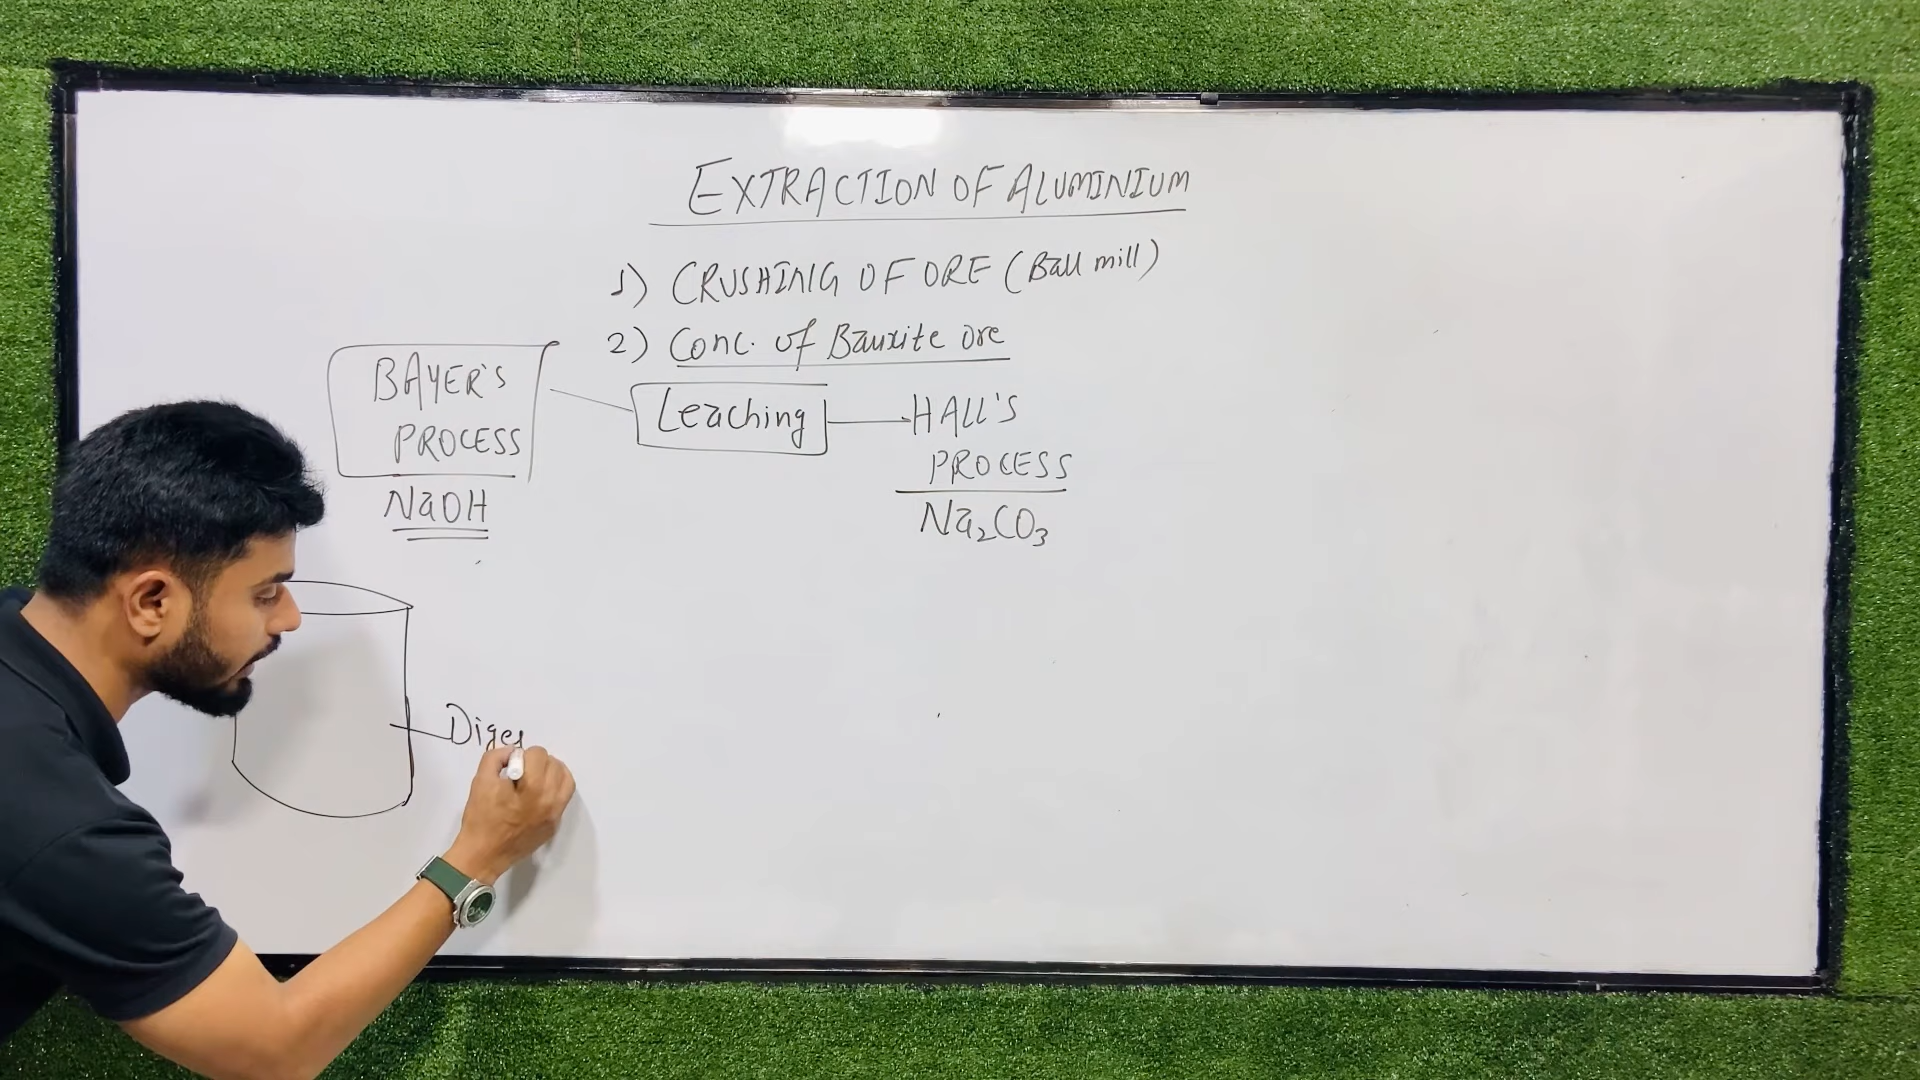 EXTRACTION OF ALUMINIUM
1) CRUSHING OF ORE (Ball mill)
2) Conc. of Bauxite ore
BAYER'S
PROCESS
NaOH
Leaching
HALL'S
PROCESS
Na₂CO₃
Diges